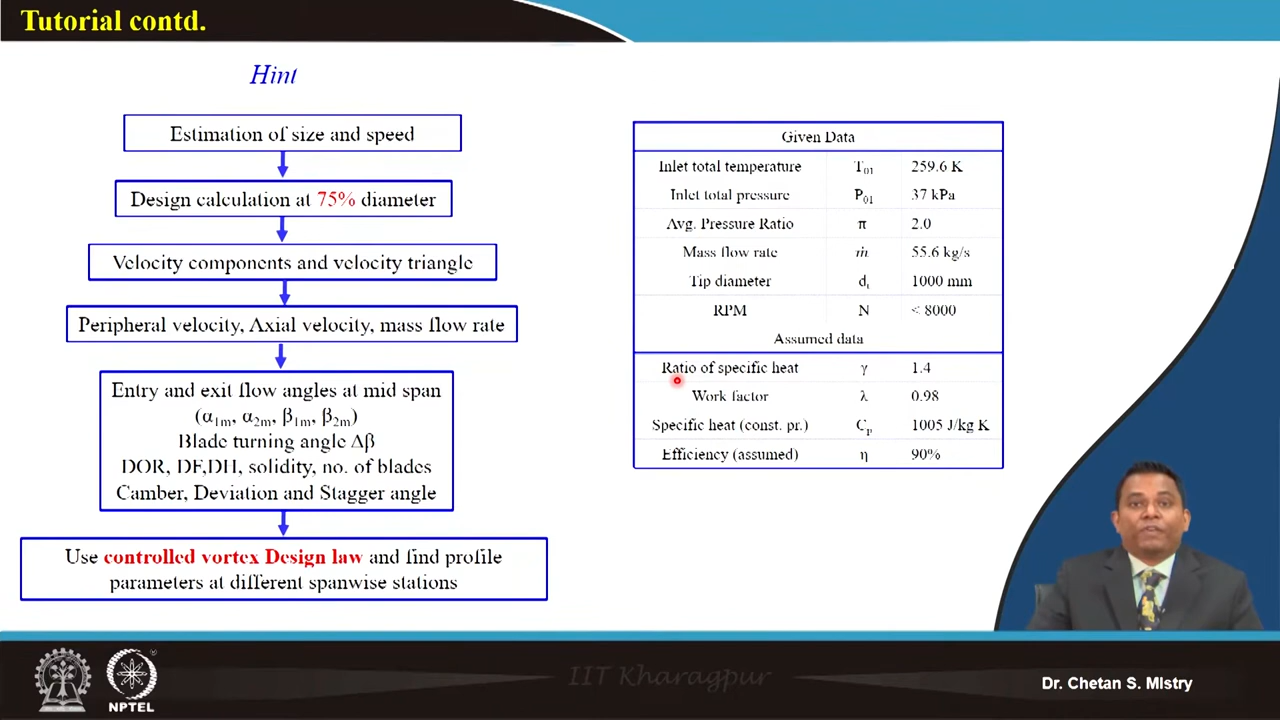 Tutorial contd.
Hint
Estimation of size and speed
Design calculation at 75% diameter
Velocity components and velocity triangle
Peripheral velocity, Axial velocity, mass flow rate
Entry and exit flow angles at mid span
(α1m, α2m, β1m, β2m)
Blade turning angle Δβ
DOR, DF,DH, solidity, no. of blades
Camber, Deviation and Stagger angle
Use controlled vortex Design law and find profile
parameters at different spanwise stations
Given Data
Inlet total temperature T01 259.6 K
Inlet total pressure P01 37 kPa
Avg. Pressure Ratio π 2.0
Mass flow rate ṁ 55.6 kg/s
Tip diameter dt 1000 mm
RPM N < 8000
Assumed data
Ratio of specific heat γ 1.4
Work factor λ 0.98
Specific heat (const. pr.) Cp 1005 J/kg K
Efficiency (assumed) η 90%
IIT Kharagpur
NPTEL
Dr. Chetan S. MIstry